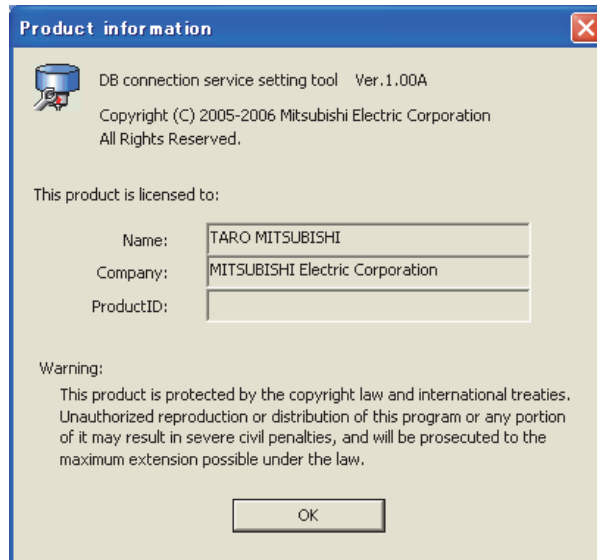 Product information
DB connection service setting tool Ver.1.00A
Copyright (C) 2005-2006 Mitsubishi Electric Corporation
All Rights Reserved.
This product is licensed to:
Name: TARO MITSUBISHI
Company: MITSUBISHI Electric Corporation
ProductID:
Warning:
This product is protected by the copyright law and international treaties.
Unauthorized reproduction or distribution of this program or any portion
of it may result in severe civil penalties, and will be prosecuted to the
maximum extension possible under the law.
OK